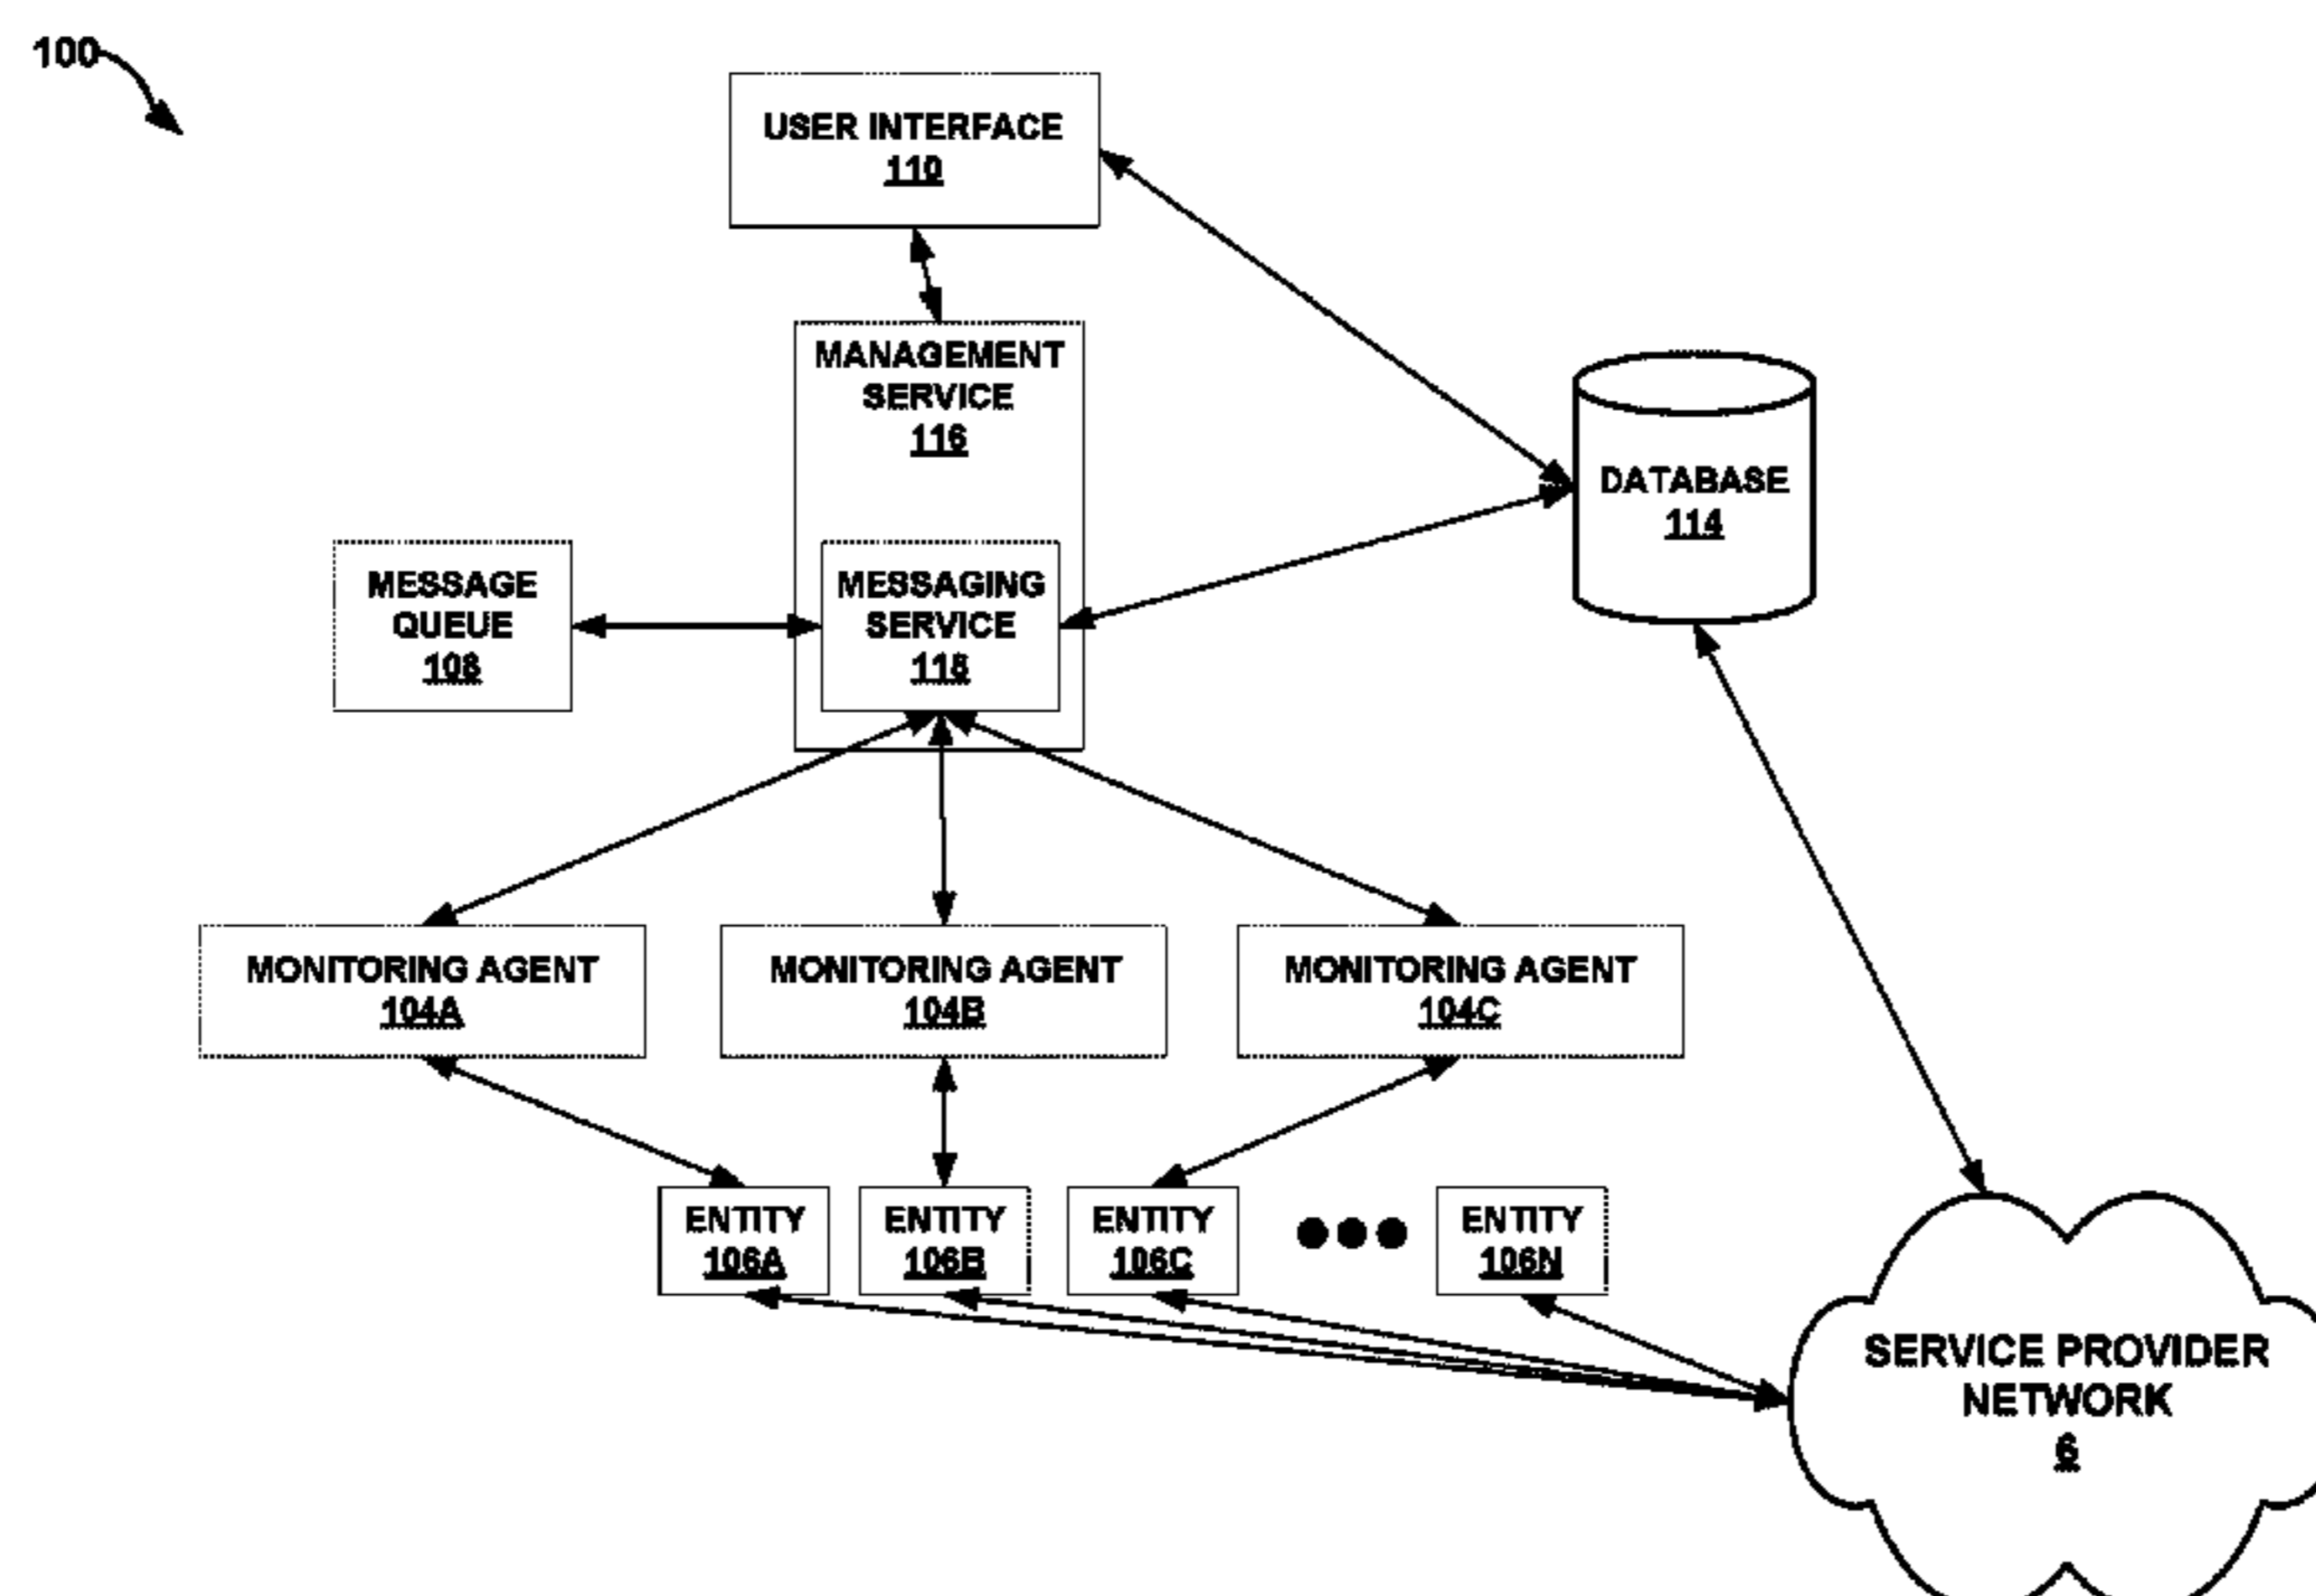 100
USER INTERFACE
110
MANAGEMENT
SERVICE
116
DATABASE
114
MESSAGE
QUEUE
108
MESSAGING
SERVICE
118
MONITORING AGENT
104A
MONITORING AGENT
104B
MONITORING AGENT
104C
ENTITY
106A
ENTITY
106B
ENTITY
106C
ENTITY
106N
SERVICE PROVIDER
NETWORK
6